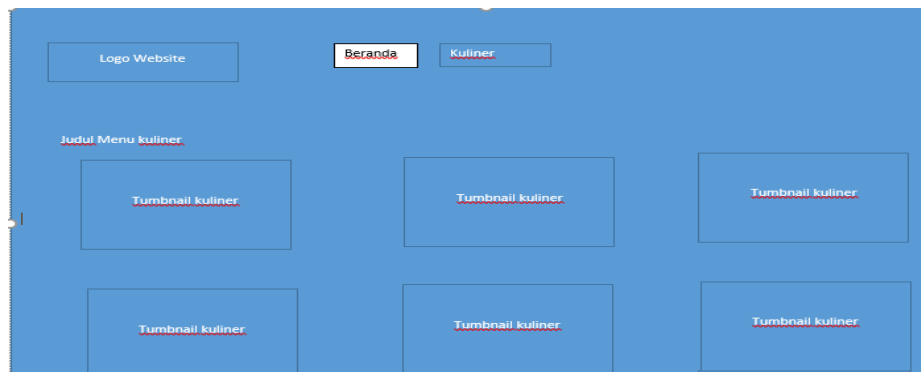 Logo Website
Beranda
Kuliner
Judul Menu kuliner
Tumbnail kuliner
Tumbnail kuliner
Tumbnail kuliner
Tumbnail kuliner
Tumbnail kuliner
Tumbnail kuliner